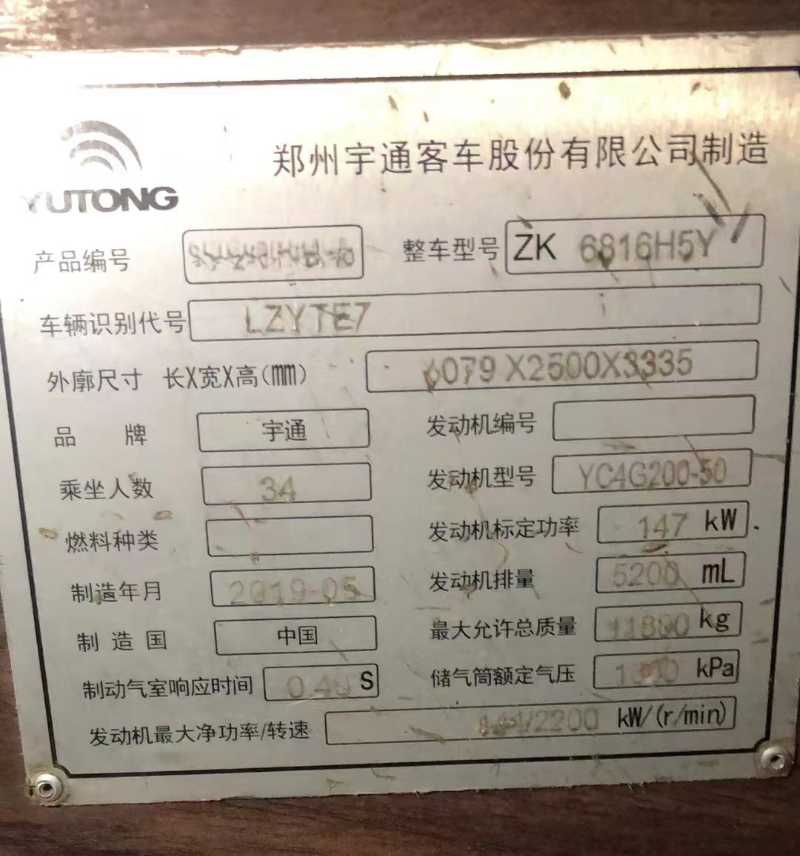 YUTONG
郑州宇通客车股份有限公司制造
产品编号 整车型号 ZK 6816H5Y
车辆识别代号 LZYTE7
外廓尺寸 长X宽X高(mm) 8079X2500X3335
品 牌 宇通 发动机编号
乘坐人数 34 发动机型号 YC4G200-50
燃料种类 发动机标定功率 147 kW
制造年月 2019-05 发动机排量 5200 mL
制造国 中国 最大允许总质量 kg
制动气室响应时间 S 储气筒额定气压 kPa
发动机最大净功率/转速 kW/(r/min)